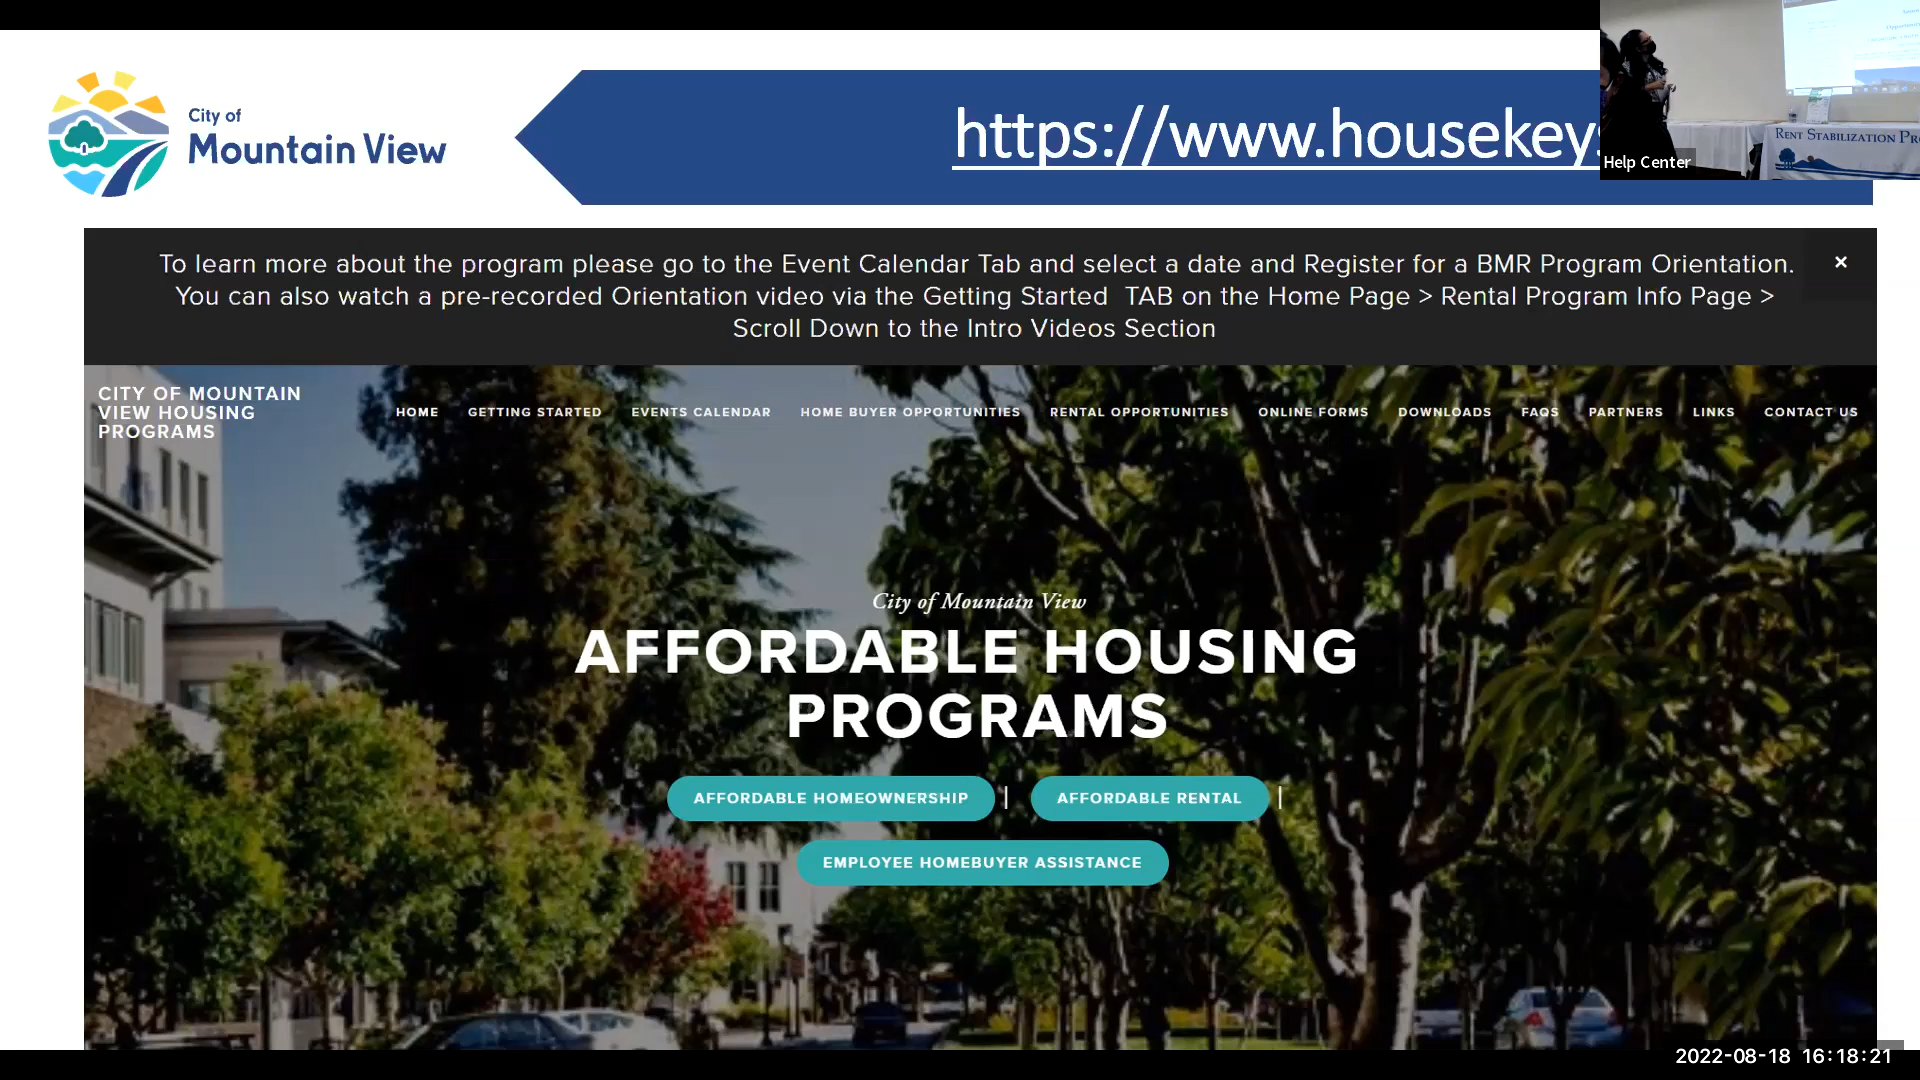 City of
Mountain View
https://www.housekeys
Help Center
RENT STABILIZATION PR
To learn more about the program please go to the Event Calendar Tab and select a date and Register for a BMR Program Orientation.
You can also watch a pre-recorded Orientation video via the Getting Started TAB on the Home Page > Rental Program Info Page >
Scroll Down to the Intro Videos Section
×
CITY OF MOUNTAIN
VIEW HOUSING
PROGRAMS
HOME GETTING STARTED EVENTS CALENDAR HOME BUYER OPPORTUNITIES RENTAL OPPORTUNITIES ONLINE FORMS DOWNLOADS FAQS PARTNERS LINKS CONTACT US
City of Mountain View
AFFORDABLE HOUSING
PROGRAMS
AFFORDABLE HOMEOWNERSHIP | AFFORDABLE RENTAL |
EMPLOYEE HOMEBUYER ASSISTANCE
2022-08-18 16:18:21